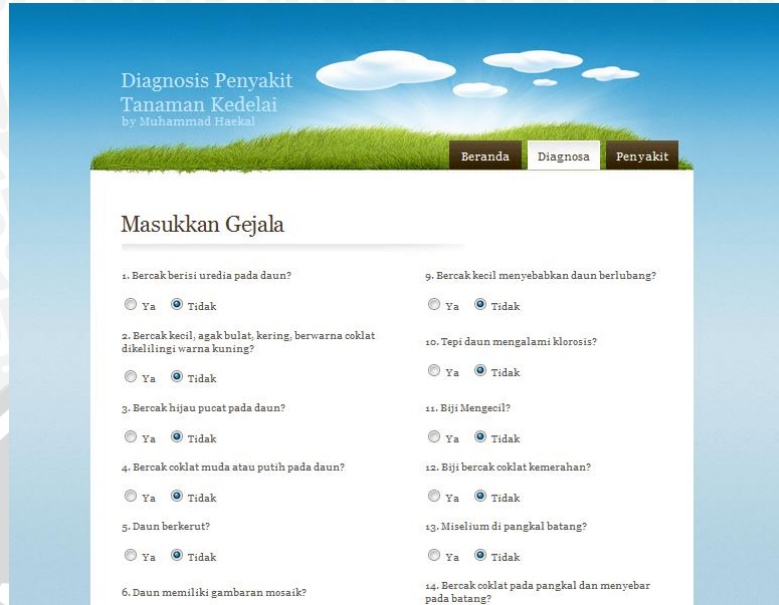 Diagnosis Penyakit
Tanaman Kedelai
by Muhammad Haekal
Beranda
Diagnosa
Penyakit
Masukkan Gejala
1. Bercak berisi uredia pada daun?
Ya Tidak
2. Bercak kecil, agak bulat, kering, berwarna coklat
dikelilingi warna kuning?
Ya Tidak
3. Bercak hijau pucat pada daun?
Ya Tidak
4. Bercak coklat muda atau putih pada daun?
Ya Tidak
5. Daun berkerut?
Ya Tidak
6. Daun memiliki gambaran mosaik?
9. Bercak kecil menyebabkan daun berlubang?
Ya Tidak
10. Tepi daun mengalami klorosis?
Ya Tidak
11. Biji Mengecil?
Ya Tidak
12. Biji bercak coklat kemerahan?
Ya Tidak
13. Miselium di pangkal batang?
Ya Tidak
14. Bercak coklat pada pangkal dan menyebar
pada batang?